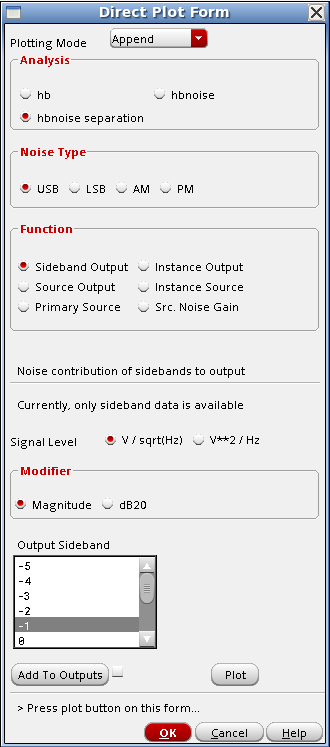 Direct Plot Form
Plotting Mode Append
Analysis
hb hbnoise
hbnoise separation
Noise Type
USB LSB AM PM
Function
Sideband Output Instance Output
Source Output Instance Source
Primary Source Src. Noise Gain
Noise contribution of sidebands to output
Currently, only sideband data is available
Signal Level V / sqrt(Hz) V**2 / Hz
Modifier
Magnitude dB20
Output Sideband
-5
-4
-3
-2
-1
0
Add To Outputs Plot
> Press plot button on this form...
OK Cancel Help